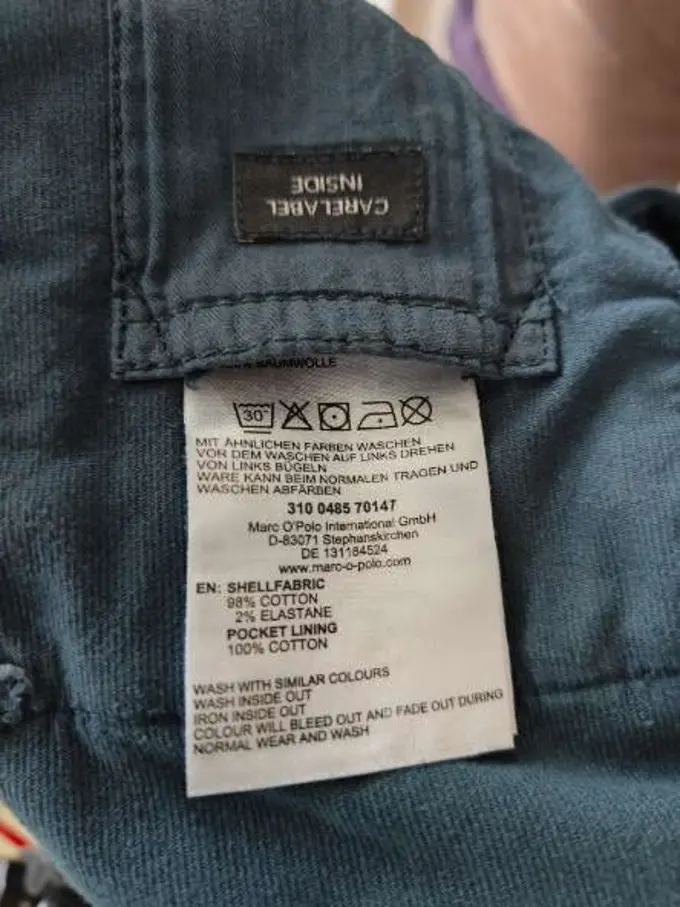 CARELABEL
INSIDE
BAUMWOLLE
30°
MIT ÄHNLICHEN FARBEN WASCHEN
VOR DEM WASCHEN AUF LINKS DREHEN
VON LINKS BÜGELN
WARE KANN BEIM NORMALEN TRAGEN UND
WASCHEN ABFÄRBEN
310 0485 70147
Marc O'Polo International GmbH
D-83071 Stephanskirchen
DE 131184524
www.marc-o-polo.com
EN: SHELLFABRIC
98% COTTON
2% ELASTANE
POCKET LINING
100% COTTON
WASH WITH SIMILAR COLOURS
WASH INSIDE OUT
IRON INSIDE OUT
COLOUR WILL BLEED OUT AND FADE OUT DURING
NORMAL WEAR AND WASH